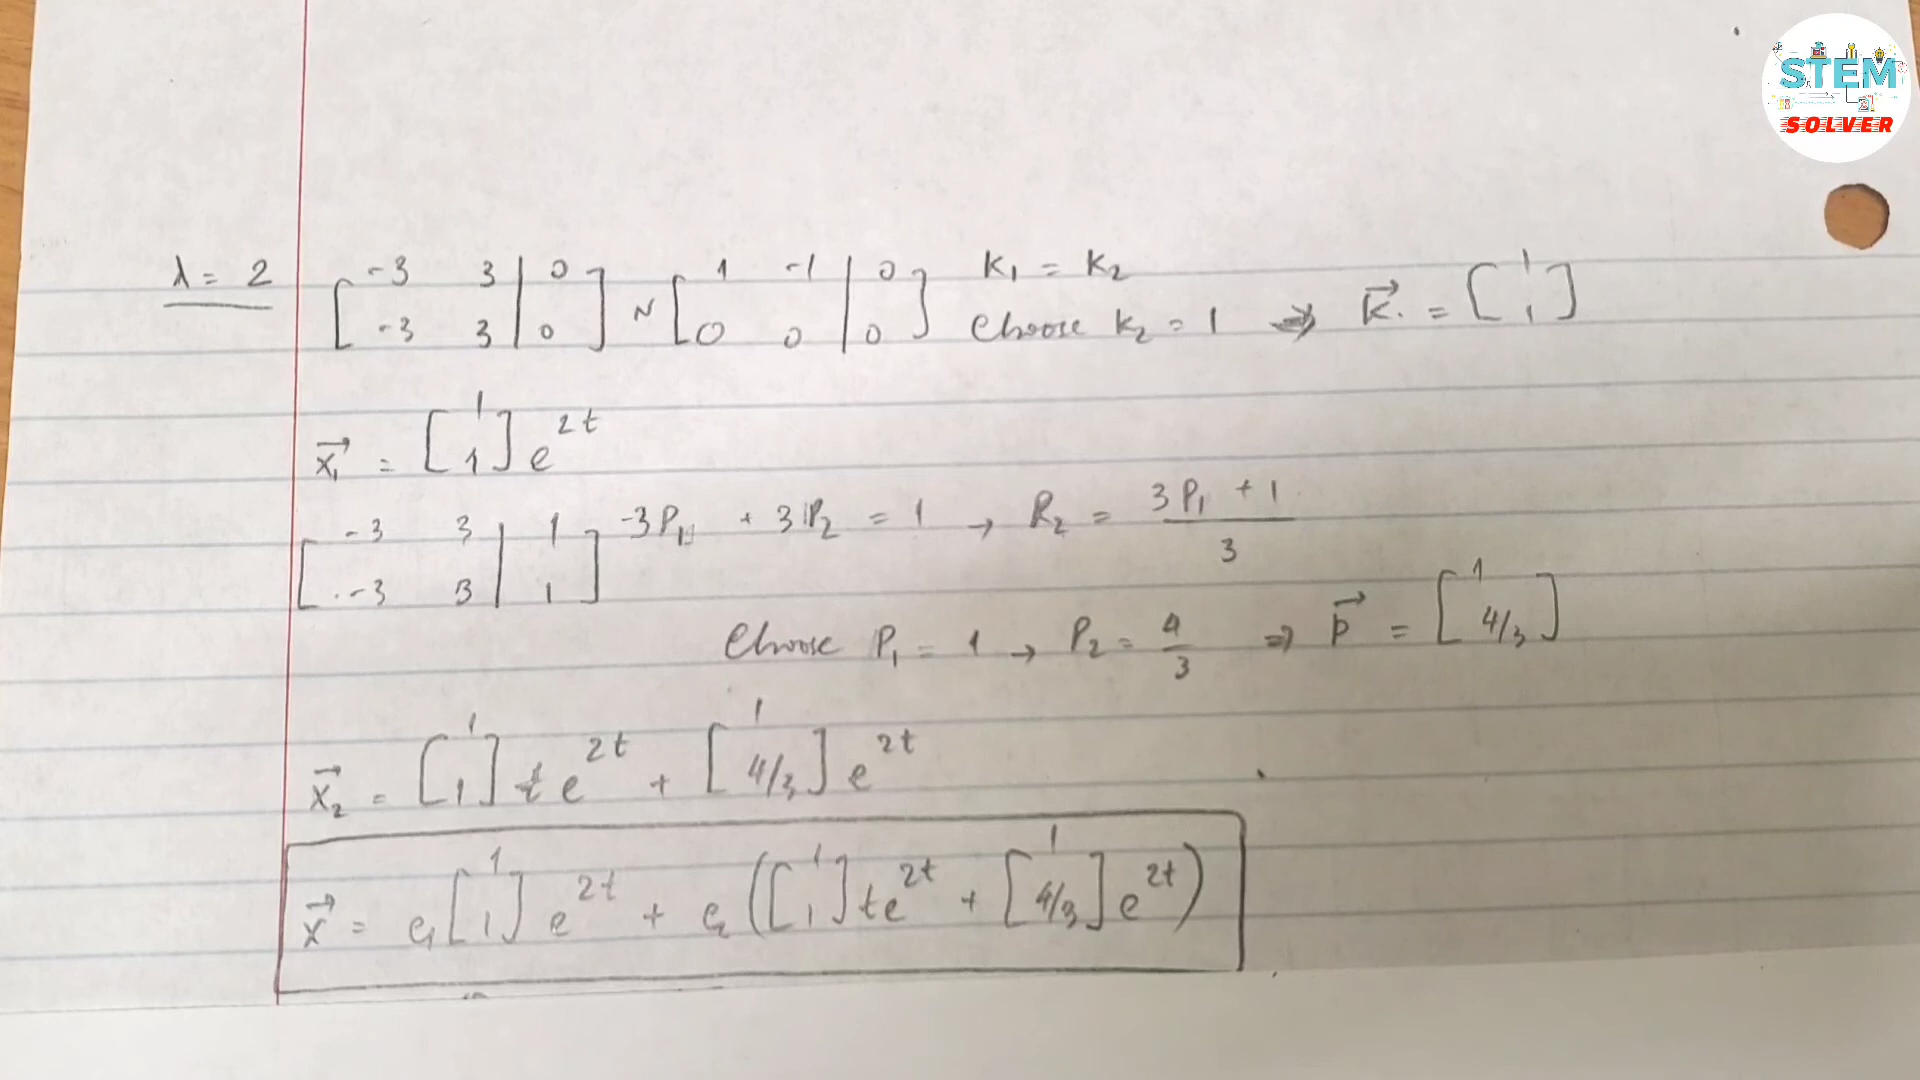 STEM
SOLVER
λ = 2 [ -3 3 | 0 ; -3 3 | 0 ] ~ [ 1 -1 | 0 ; 0 0 | 0 ] K₁ = K₂
Choose K₂ = 1 ⇒ K⃗ = [ 1 ; 1 ]
x⃗₁ = [ 1 ; 1 ] e^2t
[ -3 3 | 1 ; -3 3 | 1 ] -3P₁ + 3P₂ = 1 → P₂ = (3P₁ + 1)/3
Choose P₁ = 1 → P₂ = 4/3 ⇒ p⃗ = [ 1 ; 4/3 ]
x⃗₂ = [ 1 ; 1 ] t e^2t + [ 1 ; 4/3 ] e^2t
x⃗ = c₁ [ 1 ; 1 ] e^2t + c₂ ( [ 1 ; 1 ] t e^2t + [ 1 ; 4/3 ] e^2t )